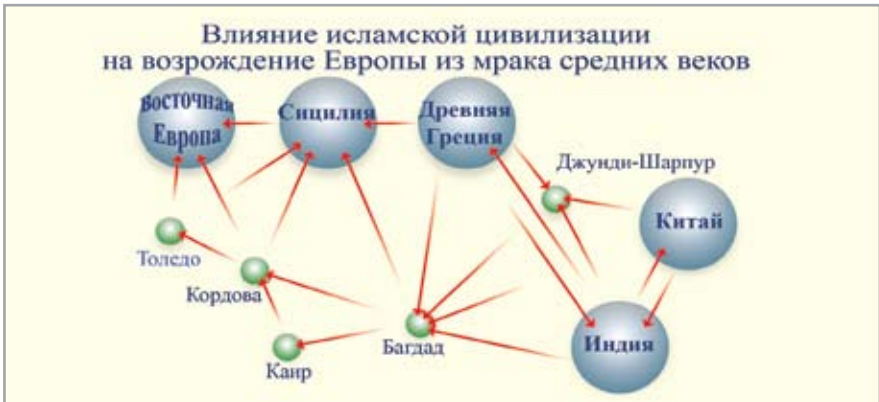 Влияние исламской цивилизации
на возрождение Европы из мрака средних веков
Восточная
Европа
Сицилия
Древняя
Греция
Джунди-Шарпур
Китай
Толедо
Кордова
Каир
Багдад
Индия